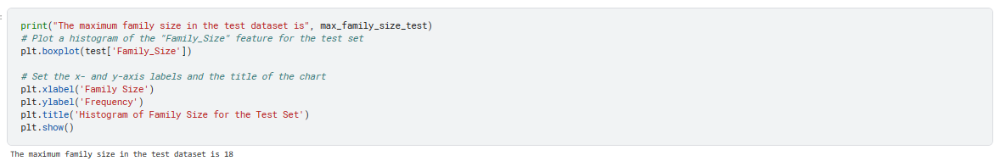 :
print("The maximum family size in the test dataset is", max_family_size_test)
# Plot a histogram of the "Family_Size" feature for the test set
plt.boxplot(test['Family_Size'])

# Set the x- and y-axis labels and the title of the chart
plt.xlabel('Family Size')
plt.ylabel('Frequency')
plt.title('Histogram of Family Size for the Test Set')
plt.show()
The maximum family size in the test dataset is 18